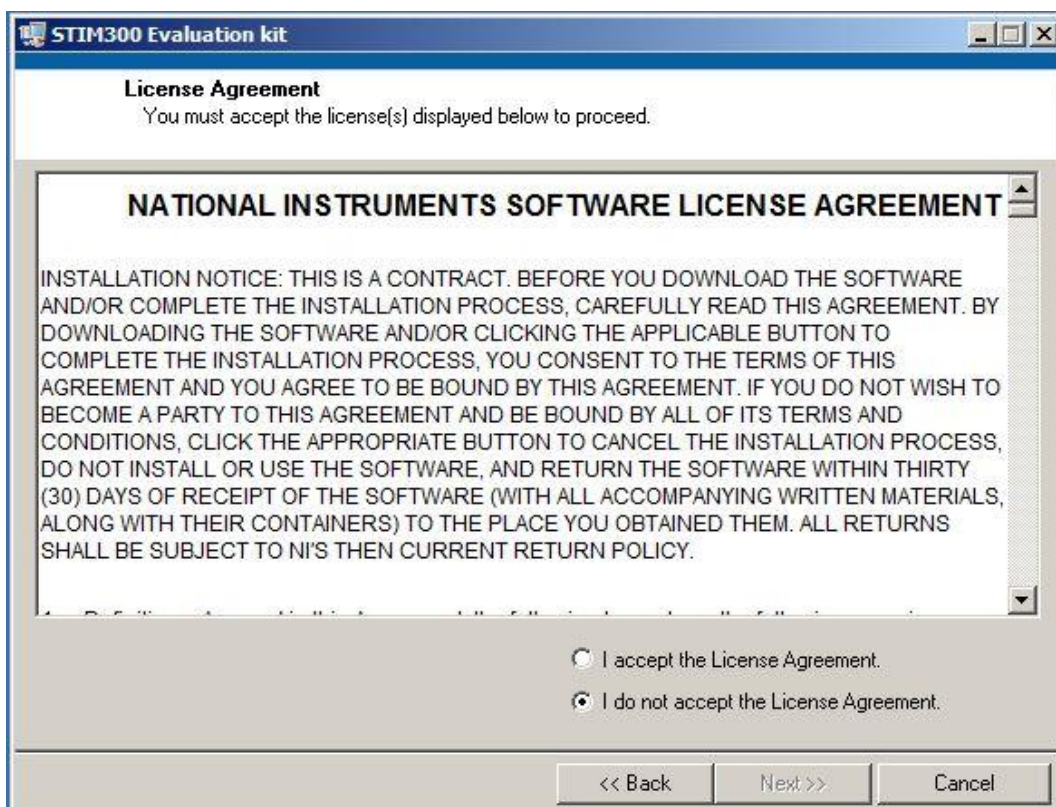 STIM300 Evaluation kit
License Agreement
You must accept the license(s) displayed below to proceed.
NATIONAL INSTRUMENTS SOFTWARE LICENSE AGREEMENT
INSTALLATION NOTICE: THIS IS A CONTRACT. BEFORE YOU DOWNLOAD THE SOFTWARE
AND/OR COMPLETE THE INSTALLATION PROCESS, CAREFULLY READ THIS AGREEMENT. BY
DOWNLOADING THE SOFTWARE AND/OR CLICKING THE APPLICABLE BUTTON TO
COMPLETE THE INSTALLATION PROCESS, YOU CONSENT TO THE TERMS OF THIS
AGREEMENT AND YOU AGREE TO BE BOUND BY THIS AGREEMENT. IF YOU DO NOT WISH TO
BECOME A PARTY TO THIS AGREEMENT AND BE BOUND BY ALL OF ITS TERMS AND
CONDITIONS, CLICK THE APPROPRIATE BUTTON TO CANCEL THE INSTALLATION PROCESS,
DO NOT INSTALL OR USE THE SOFTWARE, AND RETURN THE SOFTWARE WITHIN THIRTY
(30) DAYS OF RECEIPT OF THE SOFTWARE (WITH ALL ACCOMPANYING WRITTEN MATERIALS,
ALONG WITH THEIR CONTAINERS) TO THE PLACE YOU OBTAINED THEM. ALL RETURNS
SHALL BE SUBJECT TO NI'S THEN CURRENT RETURN POLICY.
I accept the License Agreement.
I do not accept the License Agreement.
<< Back
Next >>
Cancel